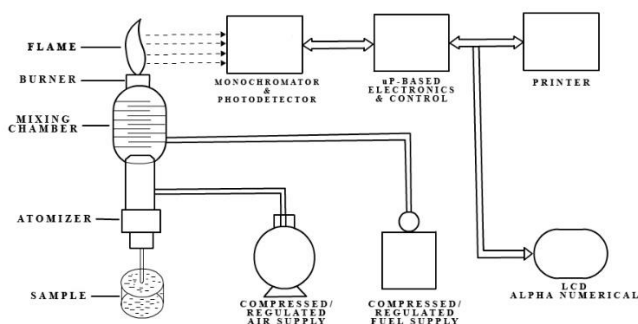 FLAME
BURNER
MIXING
CHAMBER
ATOMIZER
SAMPLE
MONOCHROMATOR
&
PHOTODETECTOR
uP-BASED
ELECTRONICS
& CONTROL
PRINTER
COMPRESSED/
REGULATED
AIR SUPPLY
COMPRESSED/
REGULATED
FUEL SUPPLY
LCD
ALPHA NUMERICAL